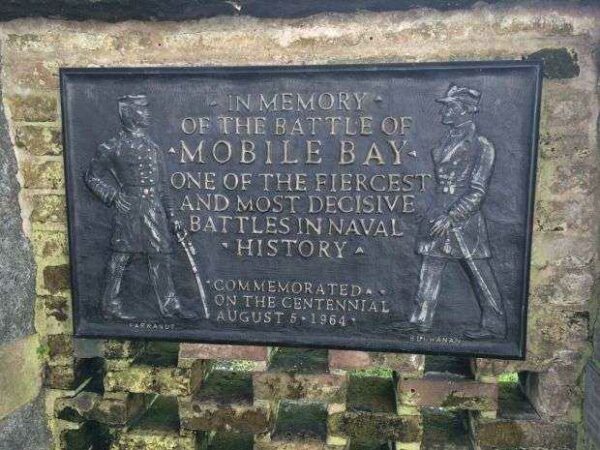 IN MEMORY
OF THE BATTLE OF
MOBILE BAY
ONE OF THE FIERCEST
AND MOST DECISIVE
BATTLES IN NAVAL
HISTORY
COMMEMORATED
ON THE CENTENNIAL
AUGUST 5 · 1964
FARRAGUT
BUCHANAN